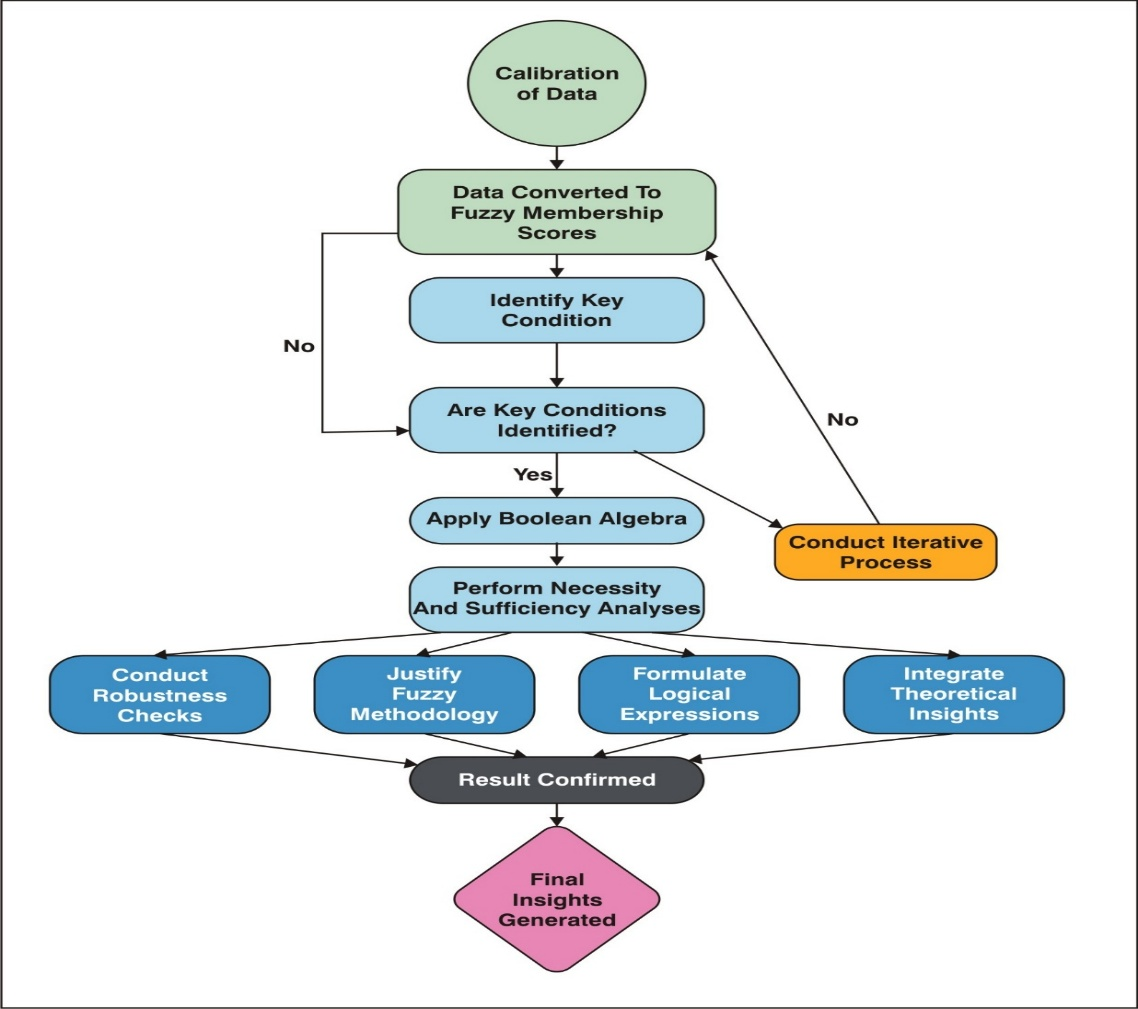 Calibration
of Data
Data Converted To
Fuzzy Membership
Scores
Identify Key
Condition
No
Are Key Conditions
Identified?
No
Yes
Apply Boolean Algebra
Conduct Iterative
Process
Perform Necessity
And Sufficiency Analyses
Conduct
Robustness
Checks
Justify
Fuzzy
Methodology
Formulate
Logical
Expressions
Integrate
Theoretical
Insights
Result Confirmed
Final
Insights
Generated